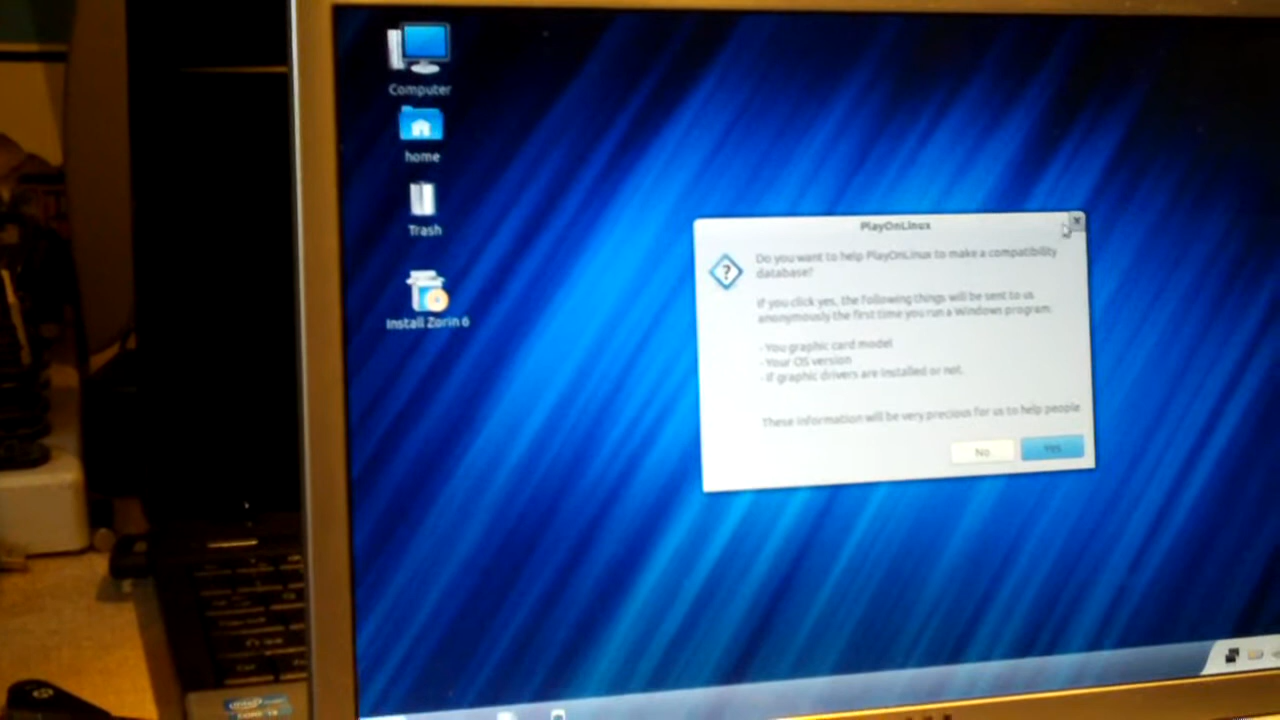 Computer
home
Trash
Install Zorin 6
PlayOnLinux
Do you want to help PlayOnLinux to make a compatibility
database?
If you click yes, the following things will be sent to us
anonymously the first time you run a Windows program:
- You graphic card model
- Your OS version
- If graphic drivers are installed or not.
These information will be very precious for us to help people
No
Yes